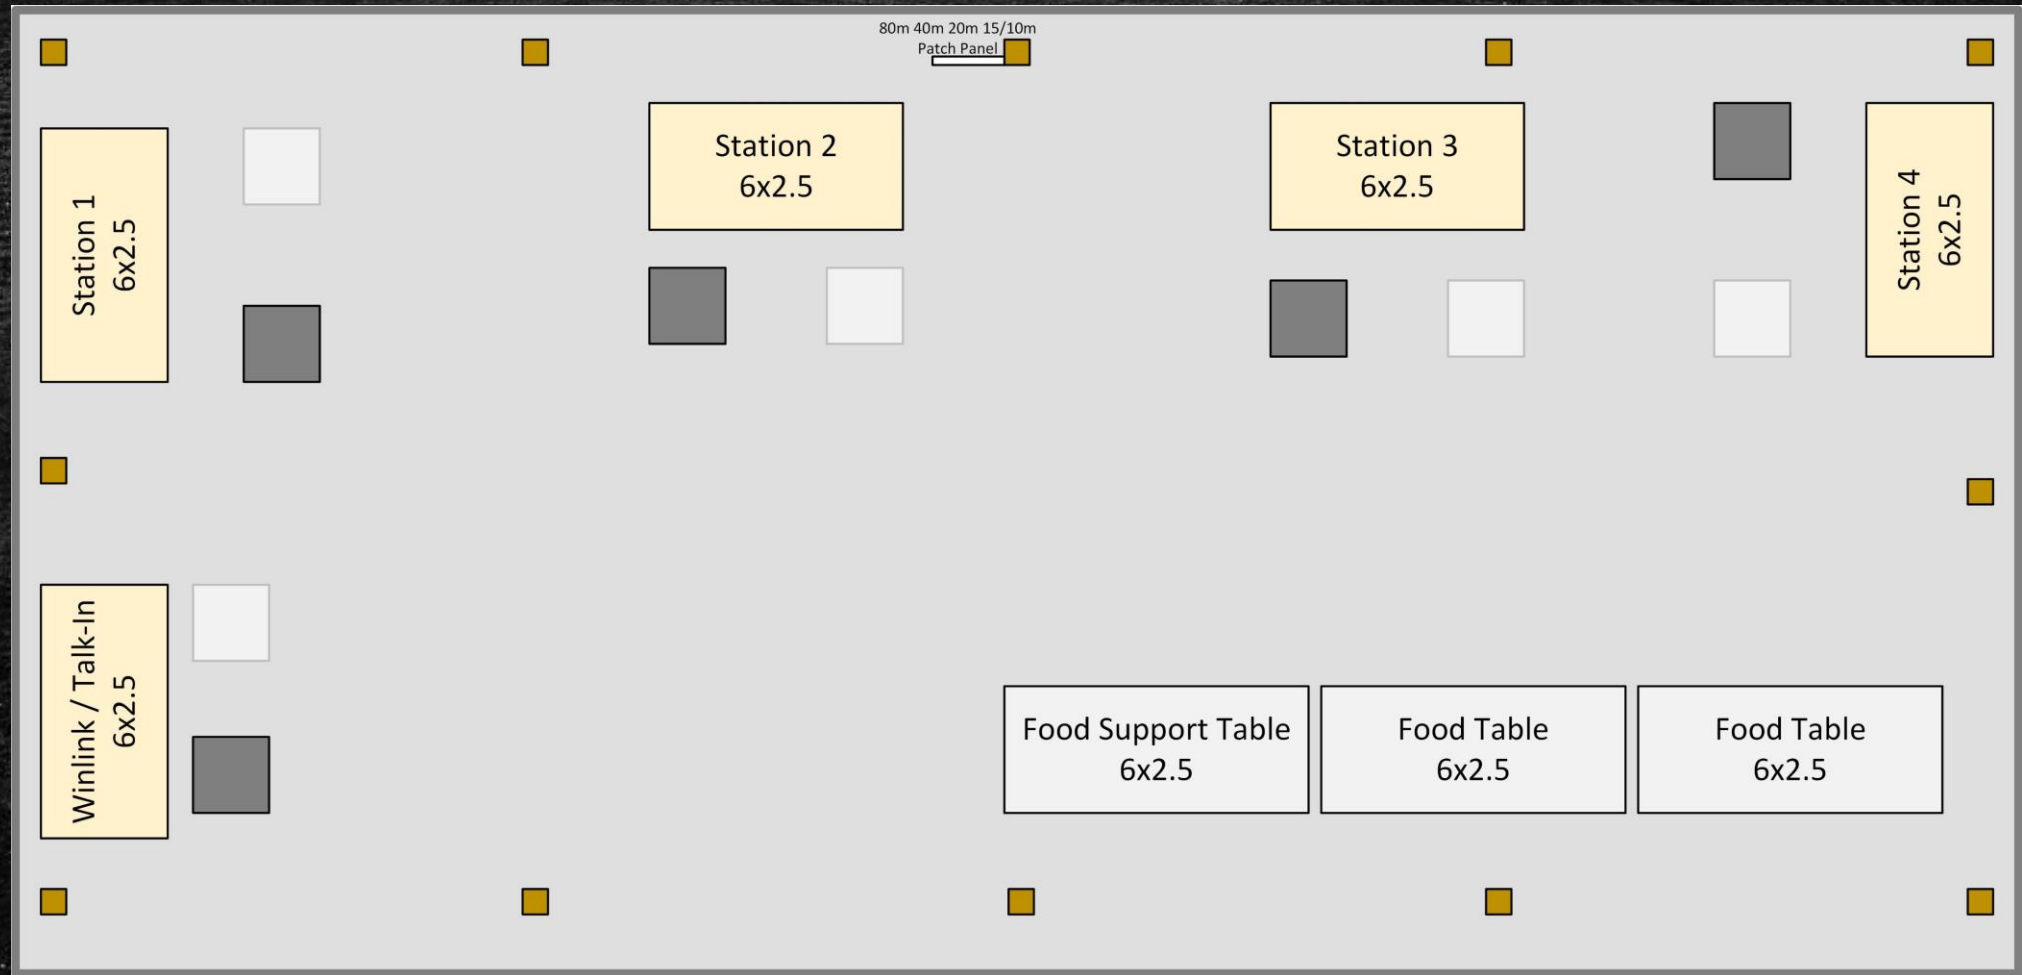 80m 40m 20m 15/10m
Patch Panel
Station 1
6x2.5
Station 2
6x2.5
Station 3
6x2.5
Station 4
6x2.5
Winlink / Talk-In
6x2.5
Food Support Table
6x2.5
Food Table
6x2.5
Food Table
6x2.5